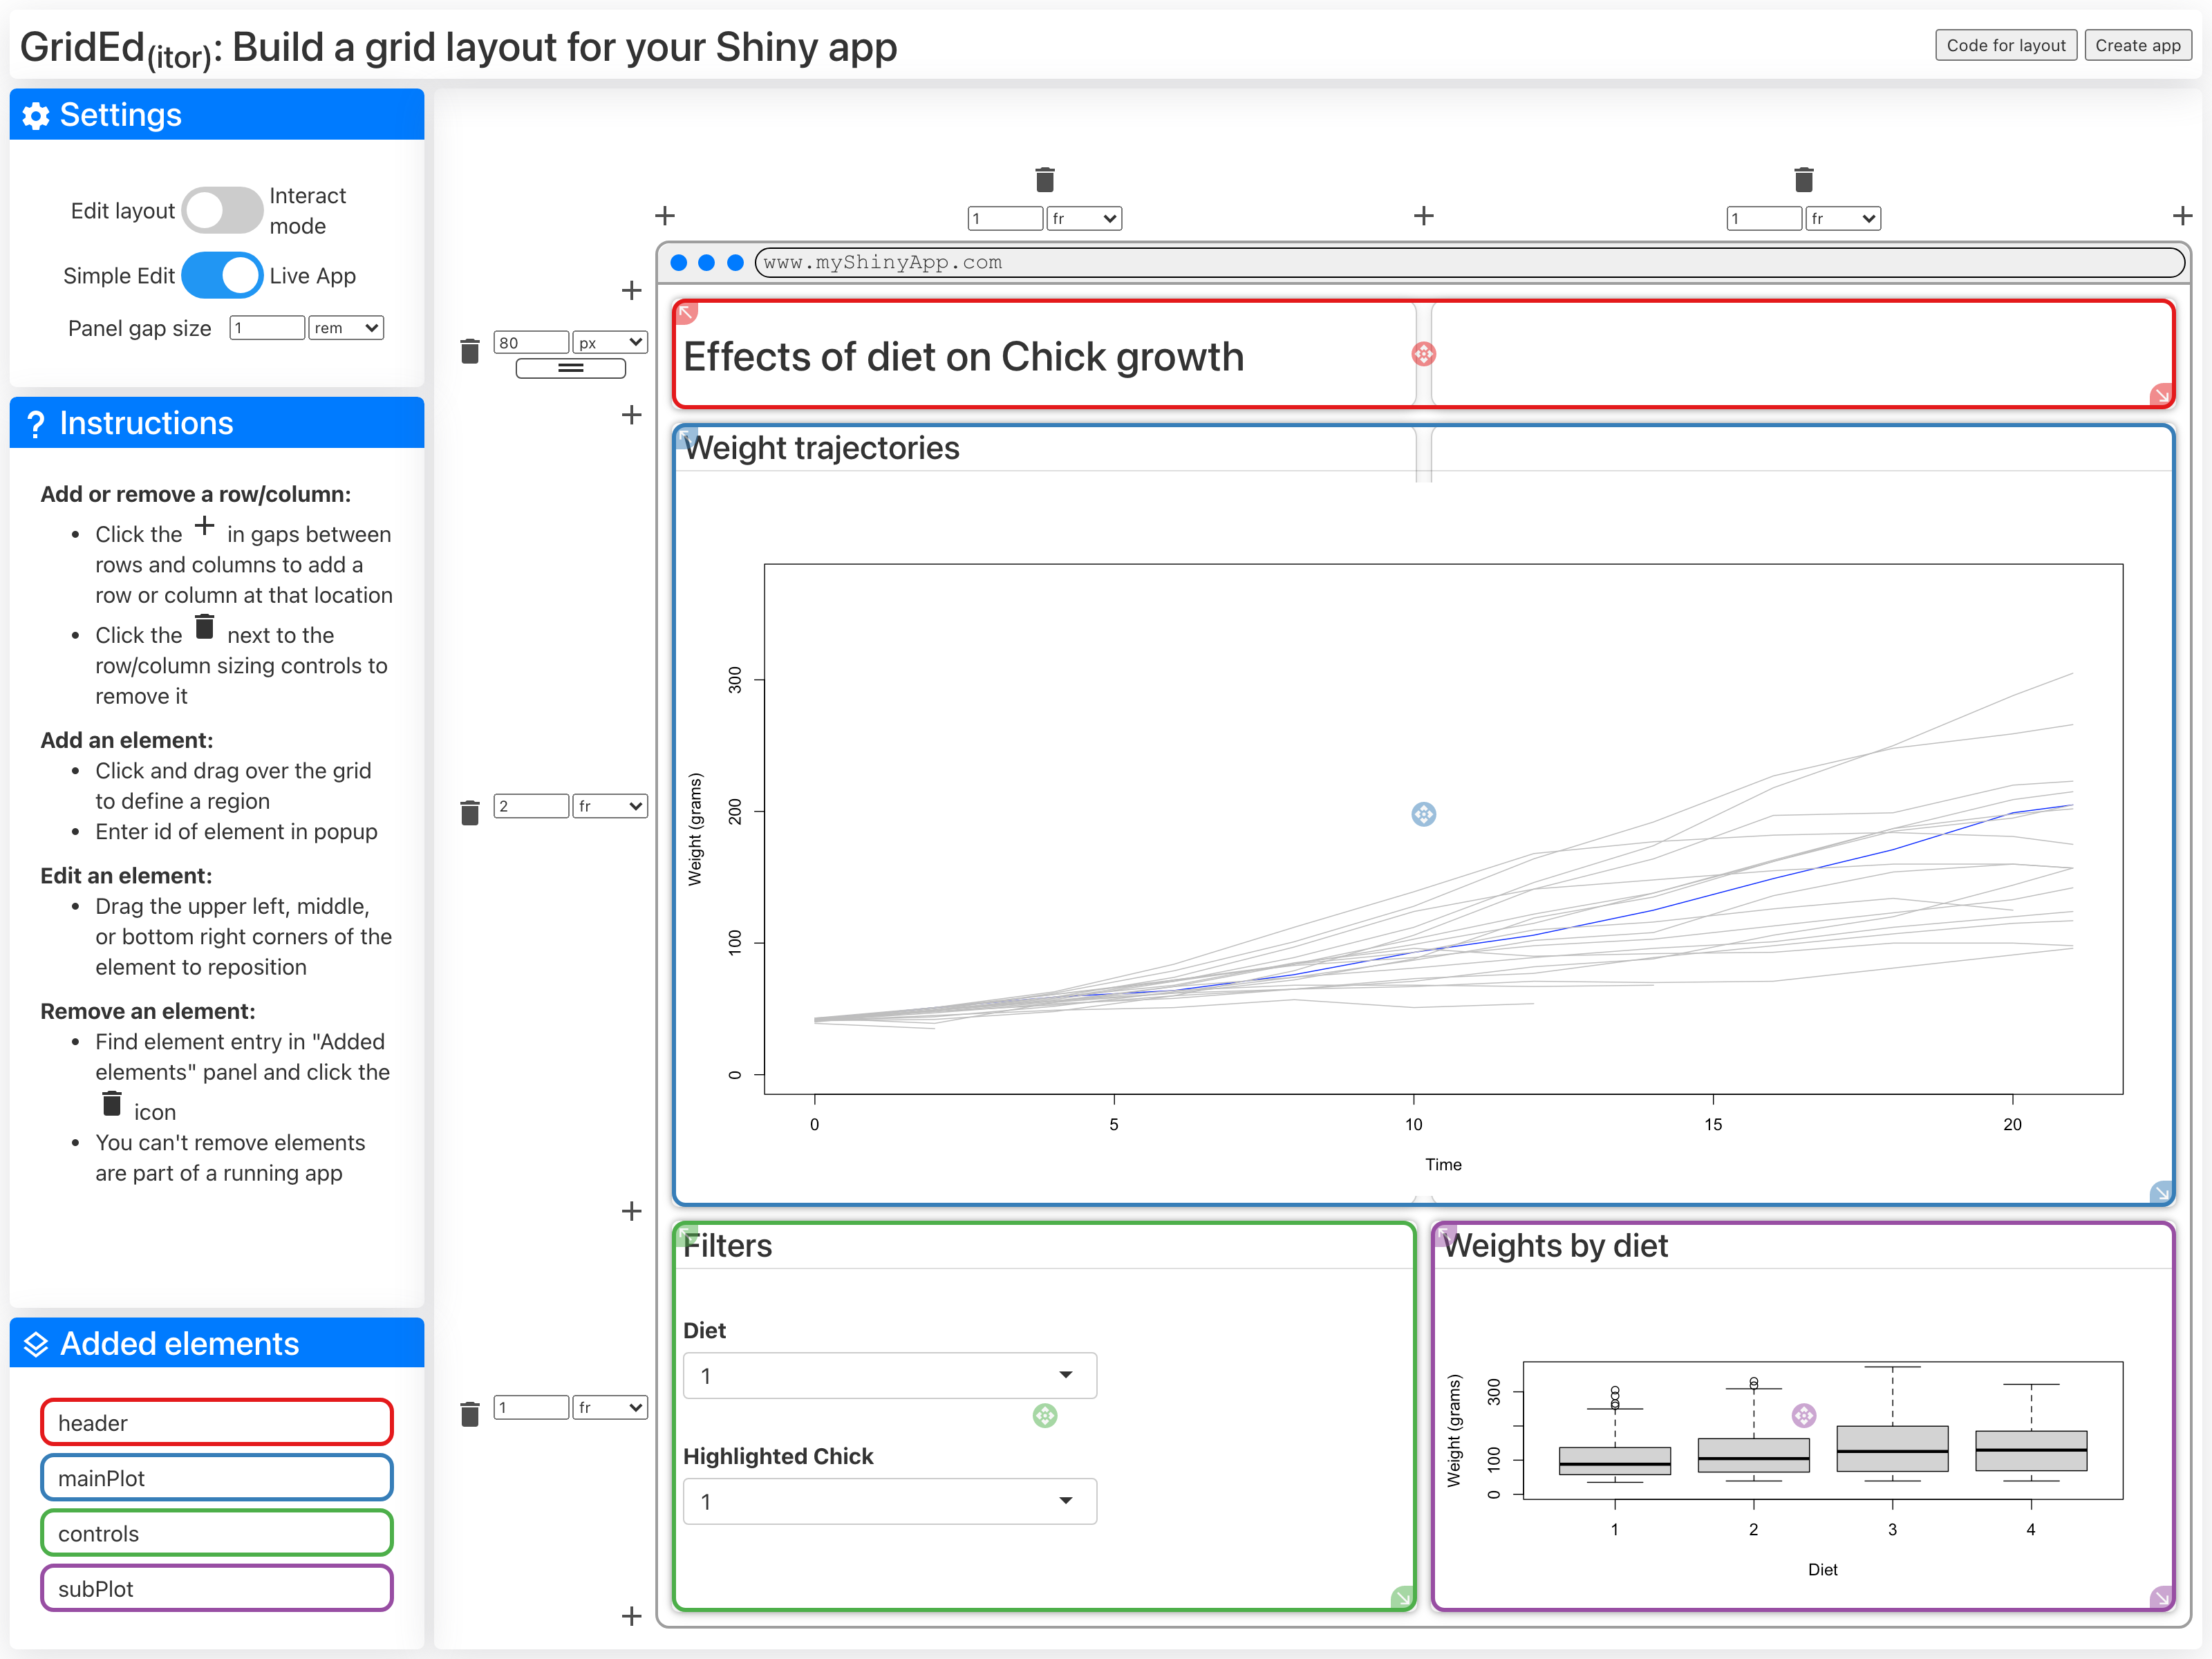 GridEd(itor): Build a grid layout for your Shiny app
Code for layout
Create app
Settings
Edit layout
Interact
mode
Simple Edit
Live App
Panel gap size
1
rem
Instructions
Add or remove a row/column:
• Click the + in gaps between
rows and columns to add a
row or column at that location
• Click the next to the
row/column sizing controls to
remove it
Add an element:
• Click and drag over the grid
to define a region
• Enter id of element in popup
Edit an element:
• Drag the upper left, middle,
or bottom right corners of the
element to reposition
Remove an element:
• Find element entry in "Added
elements" panel and click the
icon
• You can't remove elements
are part of a running app
Added elements
header
mainPlot
controls
subPlot
1
fr
1
fr
www.myShinyApp.com
80
px
Effects of diet on Chick growth
Weight trajectories
2
fr
Weight (grams)
300
200
100
0
0
5
10
15
20
Time
1
fr
Filters
Diet
1
Highlighted Chick
1
Weights by diet
Weight (grams)
300
100
0
1
2
3
4
Diet